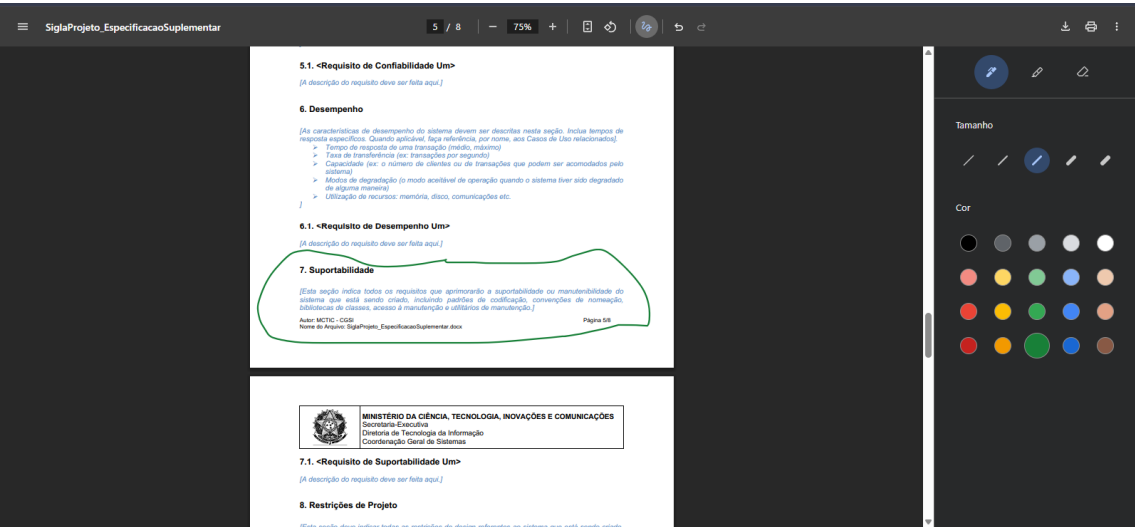 SiglaProjeto_EspecificacaoSuplementar
5 / 8
75%
5.1. <Requisito de Confiabilidade Um>
[A descrição do requisito deve ser feita aqui.]
6. Desempenho
[As características de desempenho do sistema devem ser descritas nesta seção. Inclua tempos de
resposta específicos. Quando aplicável, faça referência, por nome, aos Casos de Uso relacionados].
➢ Tempo de resposta de uma transação (médio, máximo)
➢ Taxa de transferência (ex: transações por segundo)
➢ Capacidade (ex: o número de clientes ou de transações que podem ser acomodados pelo
sistema)
➢ Modos de degradação (o modo aceitável de operação quando o sistema tiver sido degradado
de alguma maneira)
➢ Utilização de recursos: memória, disco, comunicações etc.
]
6.1. <Requisito de Desempenho Um>
[A descrição do requisito deve ser feita aqui.]
7. Suportabilidade
[Esta seção indica todos os requisitos que aprimorarão a suportabilidade ou manutenibilidade do
sistema que está sendo criado, incluindo padrões de codificação, convenções de nomeação,
bibliotecas de classes, acesso à manutenção e utilitários de manutenção.]
Autor: MCTIC - CGSI Página 5/8
Nome do Arquivo: SiglaProjeto_EspecificacaoSuplementar.docx
MINISTÉRIO DA CIÊNCIA, TECNOLOGIA, INOVAÇÕES E COMUNICAÇÕES
Secretaria-Executiva
Diretoria de Tecnologia da Informação
Coordenação Geral de Sistemas
7.1. <Requisito de Suportabilidade Um>
[A descrição do requisito deve ser feita aqui.]
8. Restrições de Projeto
Tamanho
Cor